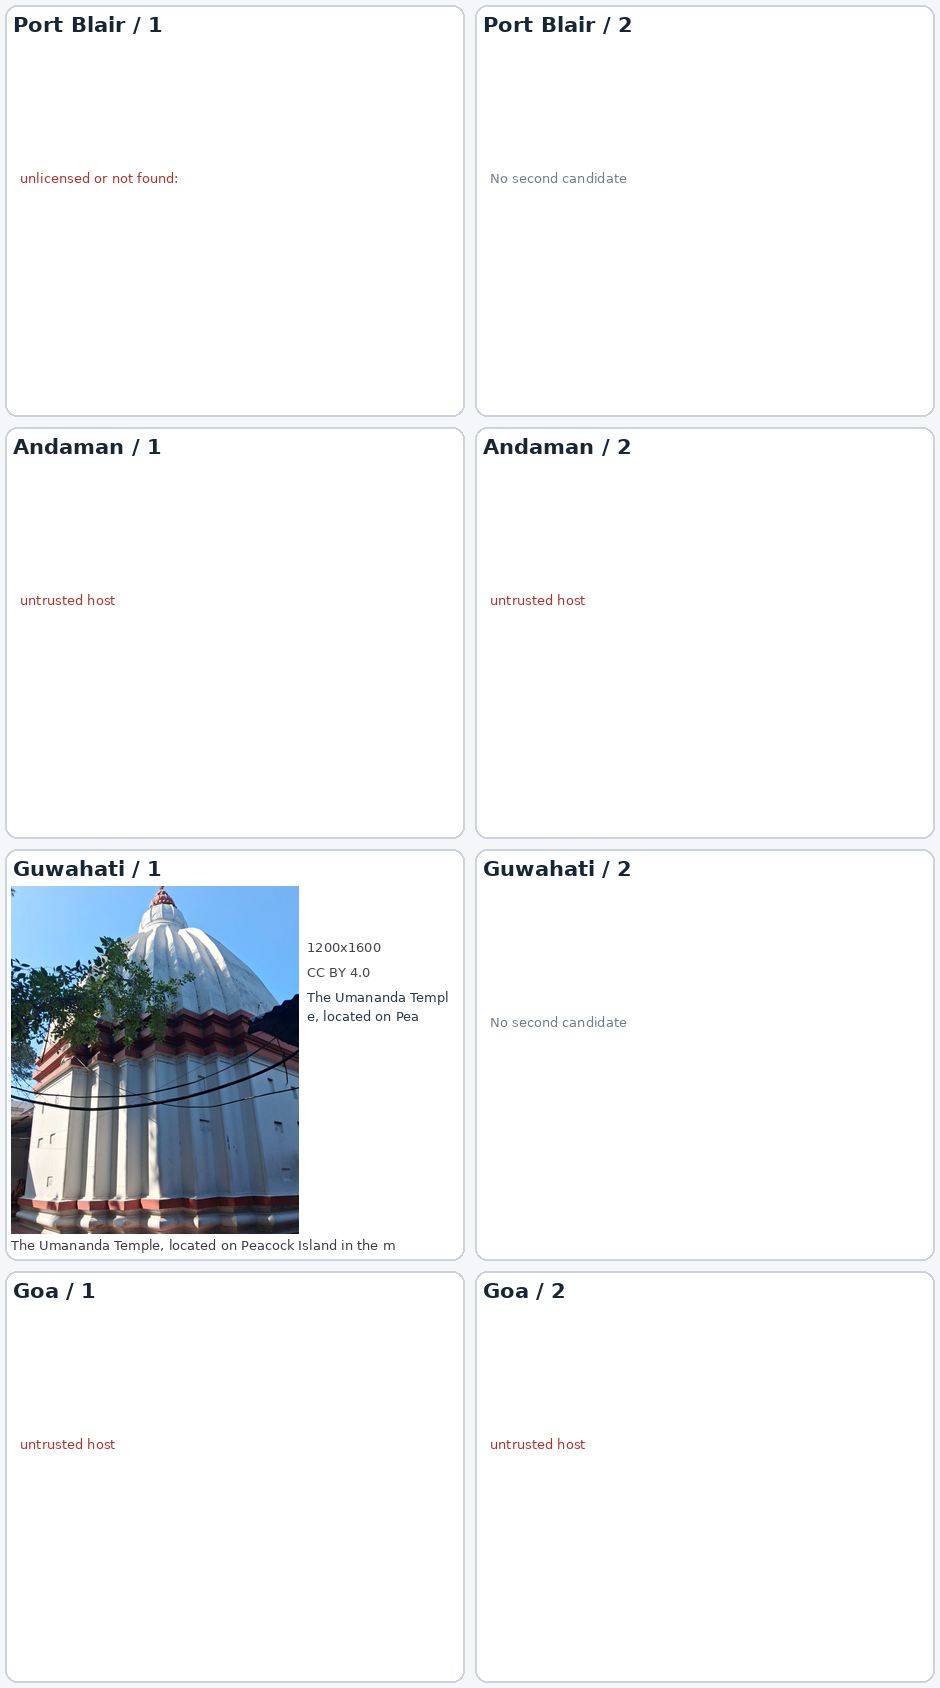 Port Blair / 1
Port Blair / 2
unlicensed or not found:
No second candidate
Andaman / 1
Andaman / 2
untrusted host
untrusted host
Guwahati / 1
Guwahati / 2
1200x1600
CC BY 4.0
The Umananda Templ
e, located on Pea
No second candidate
The Umananda Temple, located on Peacock Island in the m
Goa / 1
Goa / 2
untrusted host
untrusted host